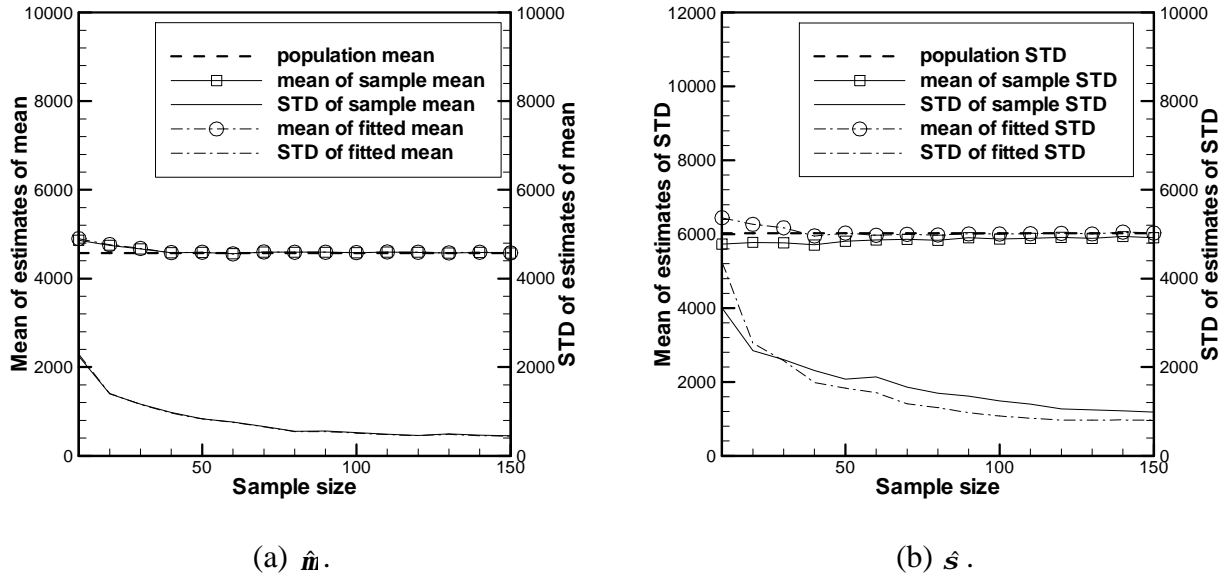 10000
8000
6000
4000
2000
0
Mean of estimates of mean
population mean
mean of sample mean
STD of sample mean
mean of fitted mean
STD of fitted mean
50
100
150
Sample size
10000
8000
6000
4000
2000
0
STD of estimates of mean
12000
10000
8000
6000
4000
2000
0
Mean of estimates of STD
population STD
mean of sample STD
STD of sample STD
mean of fitted STD
STD of fitted STD
50
100
150
Sample size
10000
8000
6000
4000
2000
0
STD of estimates of STD
(a) m̂.
(b) ŝ.